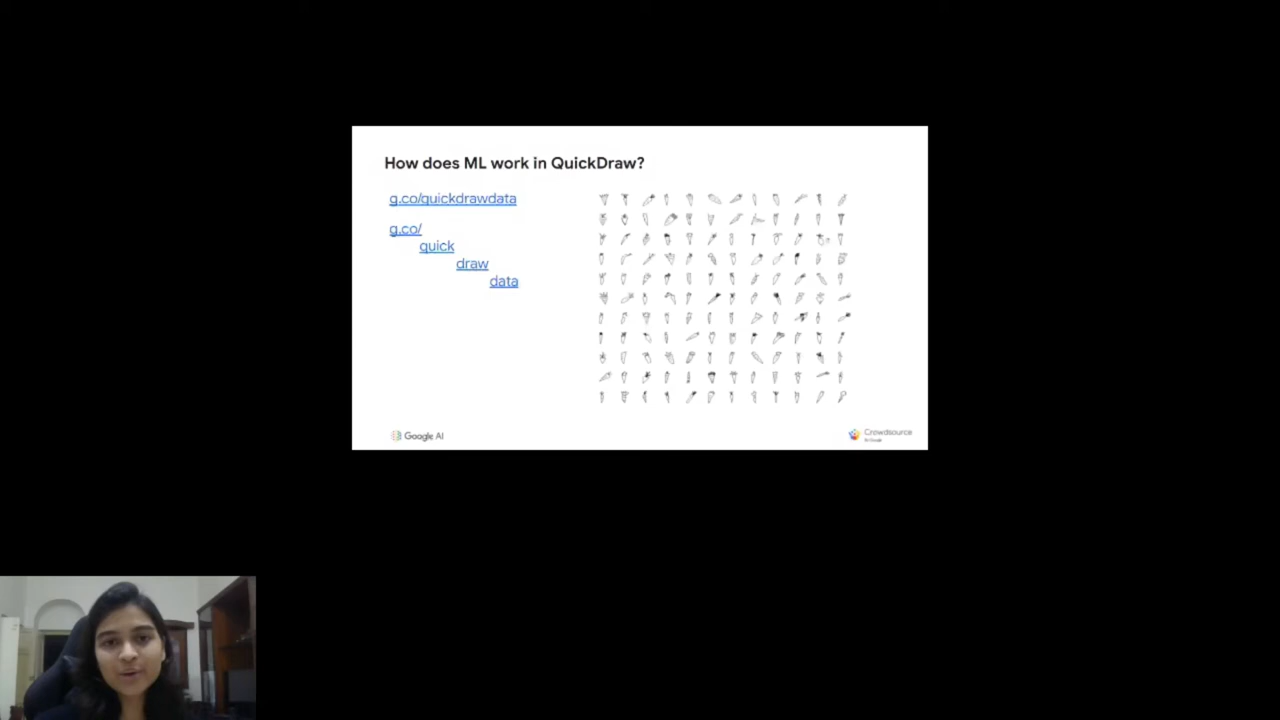 How does ML work in QuickDraw?
g.co/quickdrawdata
g.co/
quick
draw
data
Google AI
Crowdsource